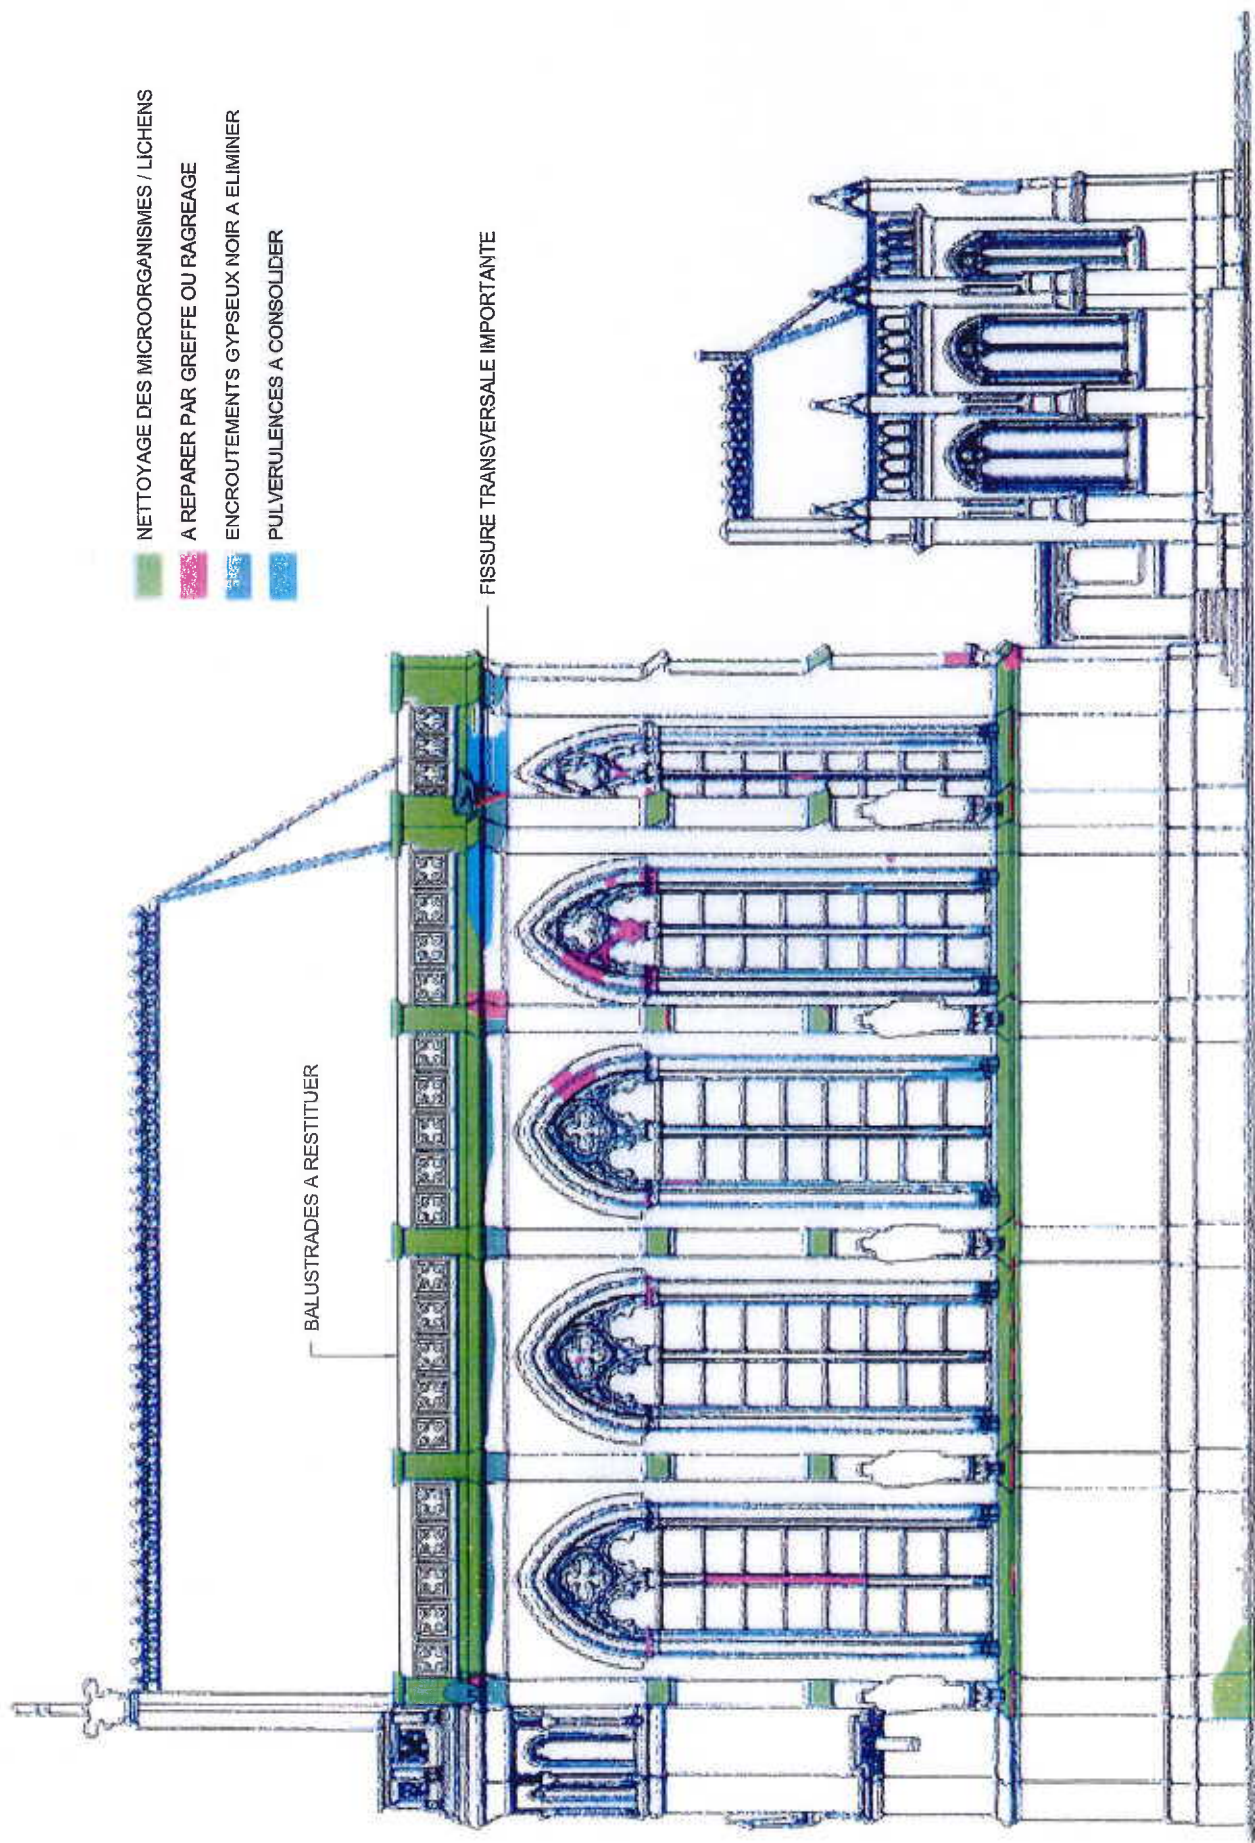 NETTOYAGE DES MICROORGANISMES / LICHENS
A REPARER PAR GREFFE OU RAGREAGE
ENCROUTEMENTS GYPSEUX NOIR A ELIMINER
PULVERULENCES A CONSOLIDER
FISSURE TRANSVERSALE IMPORTANTE
BALUSTRADES A RESTITUER